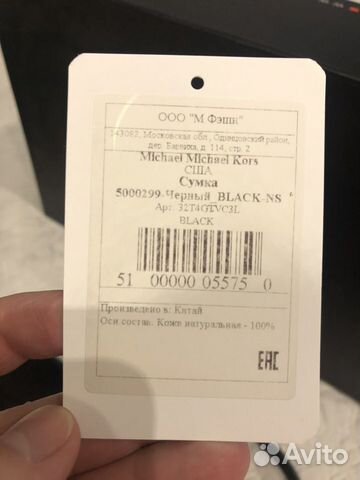 ООО "М Фэшн"
143082, Московская обл., Одинцовский район,
дер. Барвиха, д. 114, стр. 2
Michael Michael Kors
США
Сумка
5000299-Черный_BLACK-NS
Арт. 32T4GTVC3L
BLACK
51 00000 05575 0
Произведено в: Китай
Осн.состав: Кожа натуральная - 100%
EAC
Avito